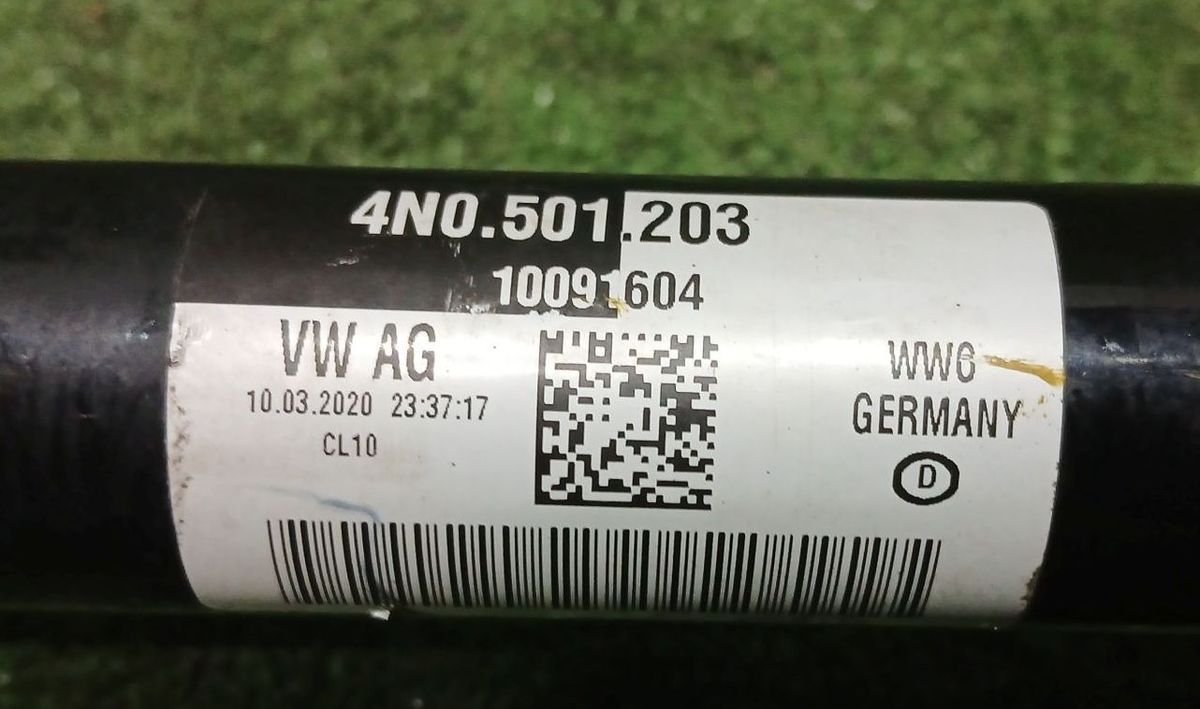 4N0.501.203
10091604
VW AG
10.03.2020 23:37:17
CL10
WW6
GERMANY
D